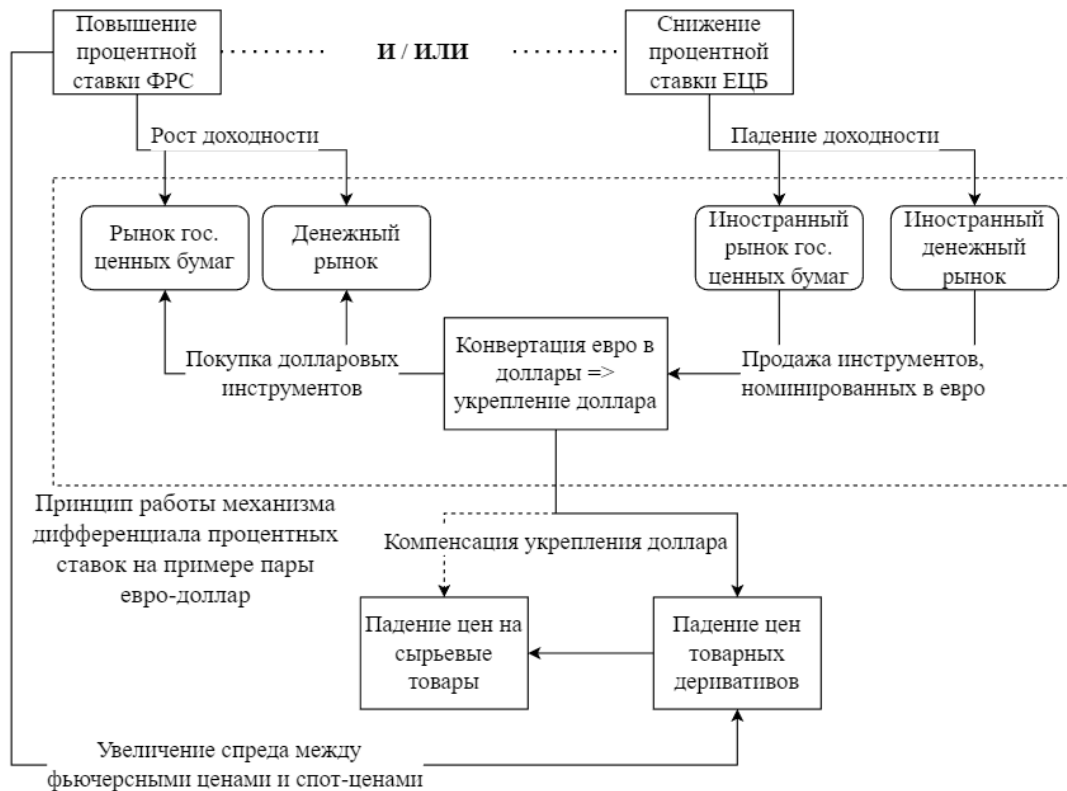 Повышение
процентной
ставки ФРС
И / ИЛИ
Снижение
процентной
ставки ЕЦБ
Рост доходности
Падение доходности
Рынок гос.
ценных бумаг
Денежный
рынок
Иностранный
рынок гос.
ценных бумаг
Иностранный
денежный
рынок
Покупка долларовых
инструментов
Конвертация евро в
доллары =>
укрепление доллара
Продажа инструментов,
номинированных в евро
Принцип работы механизма
дифференциала процентных
ставок на примере пары
евро-доллар
Компенсация укрепления доллара
Падение цен на
сырьевые
товары
Падение цен
товарных
деривативов
Увеличение спреда между
фьючерсными ценами и спот-ценами